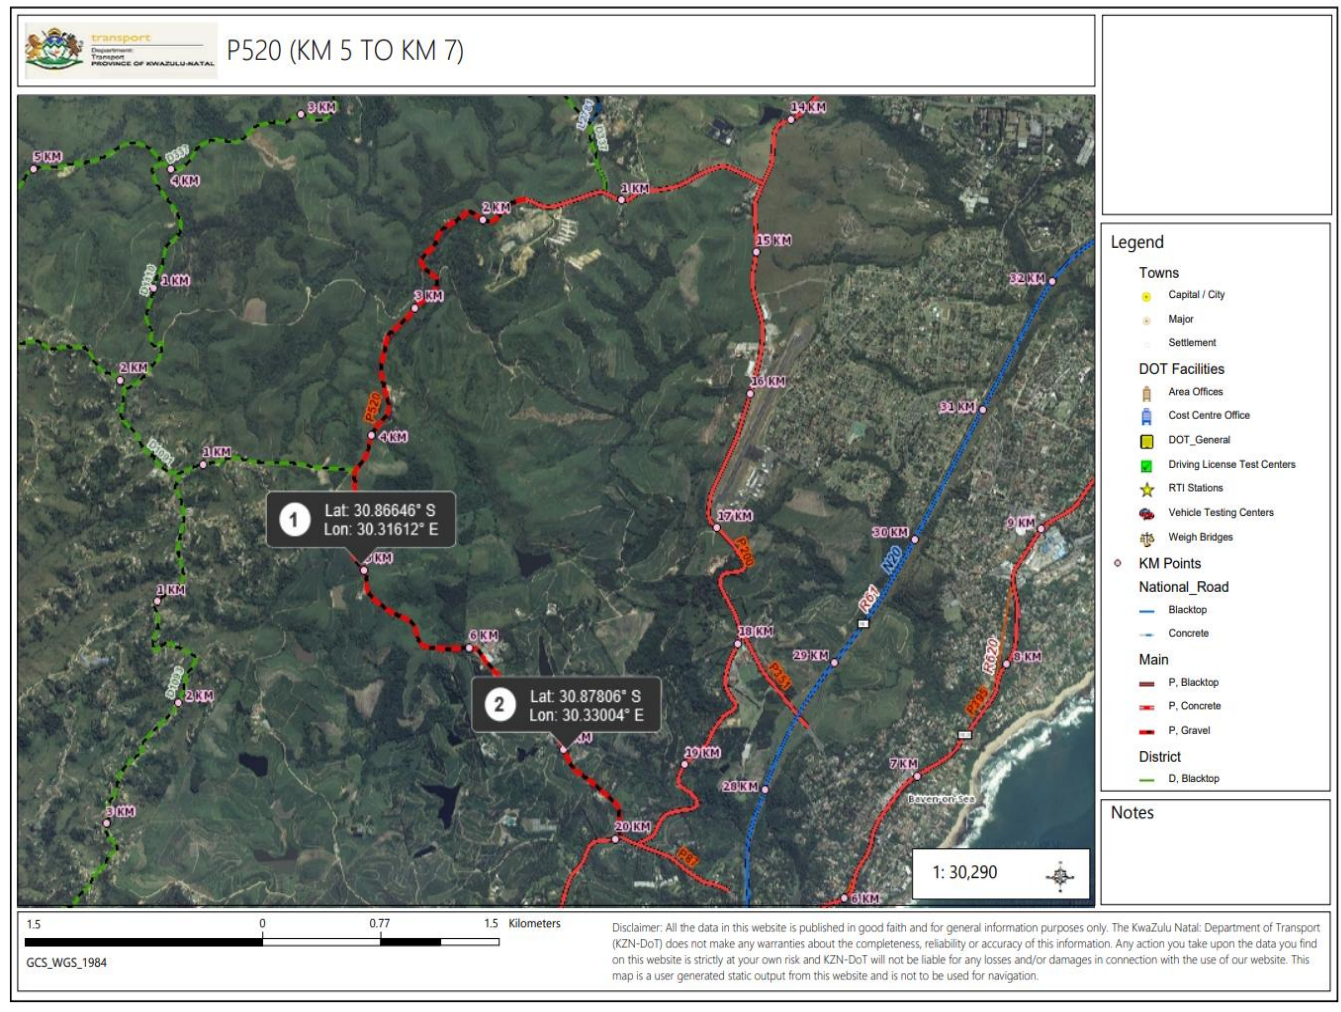 transport
Department:
Transport
PROVINCE OF KWAZULU-NATAL
P520 (KM 5 TO KM 7)
3 KM
14 KM
5 KM
4 KM
1 KM
2 KM
15 KM
32 KM
1 KM
3 KM
2 KM
16 KM
31 KM
P520
4 KM
1 KM
1
Lat: 30.86646° S
Lon: 30.31612° E
17 KM
9 KM
30 KM
P200
N20
KM
1 KM
R61
18 KM
6 KM
29 KM
8 KM
R620
2 KM
2
Lat: 30.87806° S
Lon: 30.33004° E
KM
19 KM
7 KM
28 KM
3 KM
20 KM
6 KM
1: 30,290
Legend
Towns
Capital / City
Major
Settlement
DOT Facilities
Area Offices
Cost Centre Office
DOT_General
Driving License Test Centers
RTI Stations
Vehicle Testing Centers
Weigh Bridges
KM Points
National_Road
Blacktop
Concrete
Main
P, Blacktop
P, Concrete
P, Gravel
District
D, Blacktop
Notes
1.5 0 0.77 1.5 Kilometers
GCS_WGS_1984
Disclaimer: All the data in this website is published in good faith and for general information purposes only. The KwaZulu Natal: Department of Transport
(KZN-DoT) does not make any warranties about the completeness, reliability or accuracy of this information. Any action you take upon the data you find
on this website is strictly at your own risk and KZN-DoT will not be liable for any losses and/or damages in connection with the use of our website. This
map is a user generated static output from this website and is not to be used for navigation.